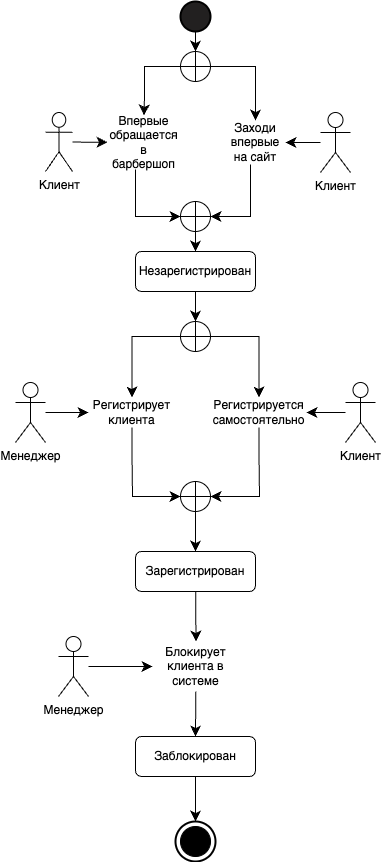 Впервые
обращается
в
барбершоп
Заходи
впервые
на сайт
Клиент
Клиент
Незарегистрирован
Регистрирует
клиента
Регистрируется
самостоятельно
Менеджер
Клиент
Зарегистрирован
Блокирует
клиента в
системе
Менеджер
Заблокирован